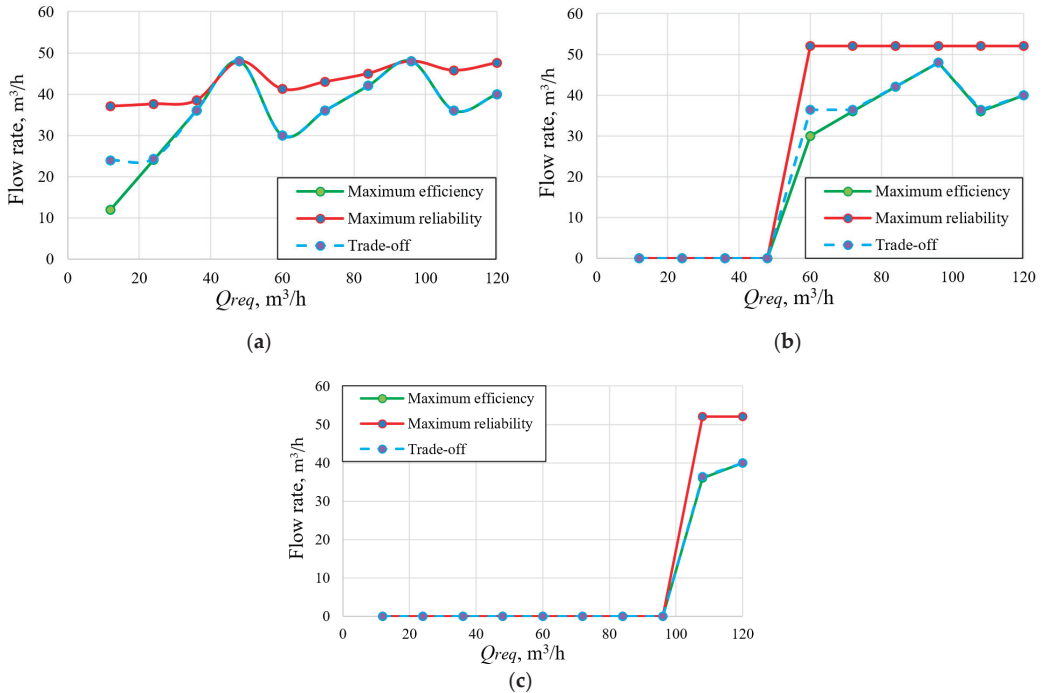 60
50
40
30
20
10
0
0 20 40 60 80 100 120
Flow rate, m³/h
Qreq, m³/h
Maximum efficiency
Maximum reliability
Trade-off
(a)
60
50
40
30
20
10
0
0 20 40 60 80 100 120
Flow rate, m³/h
Qreq, m³/h
Maximum efficiency
Maximum reliability
Trade-off
(b)
60
50
40
30
20
10
0
0 20 40 60 80 100 120
Flow rate, m³/h
Qreq, m³/h
Maximum efficiency
Maximum reliability
Trade-off
(c)